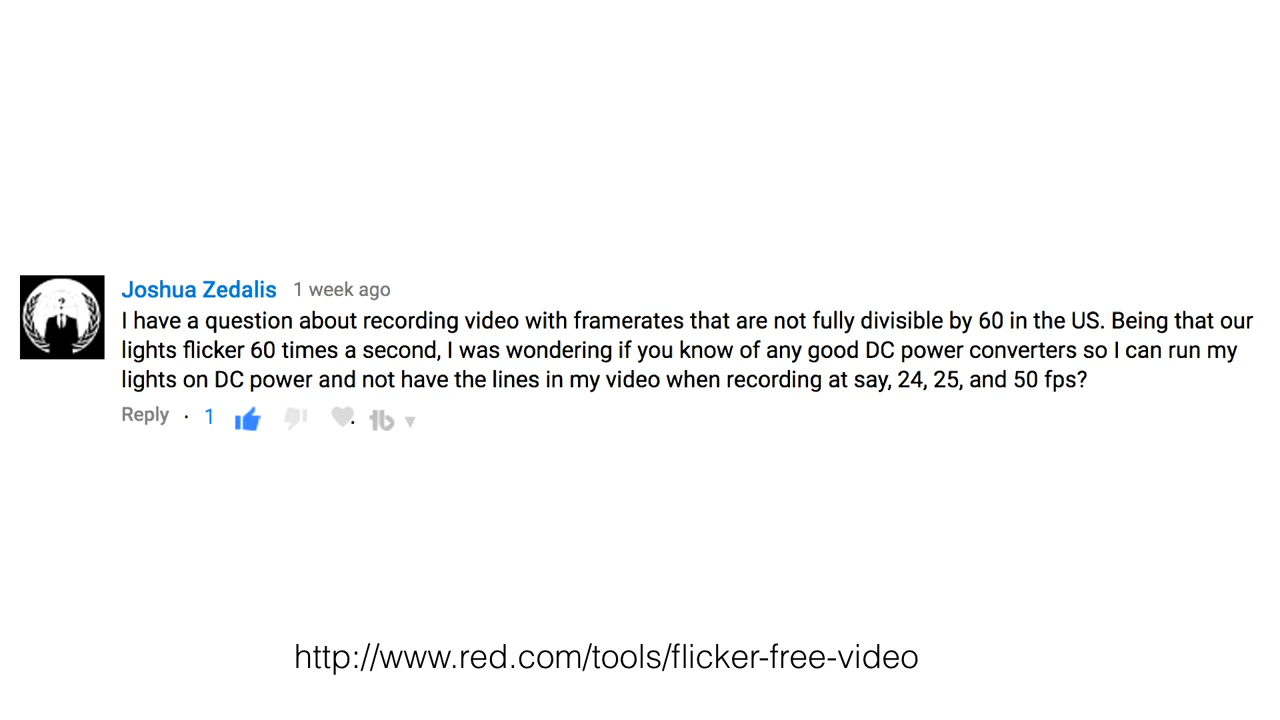 Joshua Zedalis 1 week ago
I have a question about recording video with framerates that are not fully divisible by 60 in the US. Being that our
lights flicker 60 times a second, I was wondering if you know of any good DC power converters so I can run my
lights on DC power and not have the lines in my video when recording at say, 24, 25, and 50 fps?
Reply · 1
http://www.red.com/tools/flicker-free-video